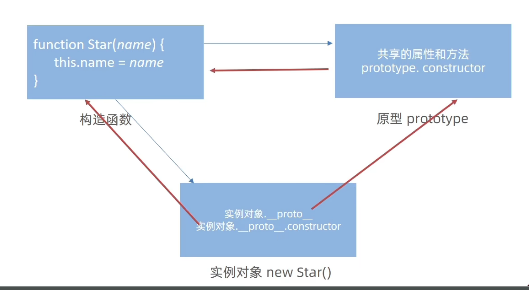 function Star(name) {
this.name = name
}
共享的属性和方法
prototype. constructor
构造函数
原型 prototype
实例对象.__proto__
实例对象.__proto__.constructor
实例对象 new Star()